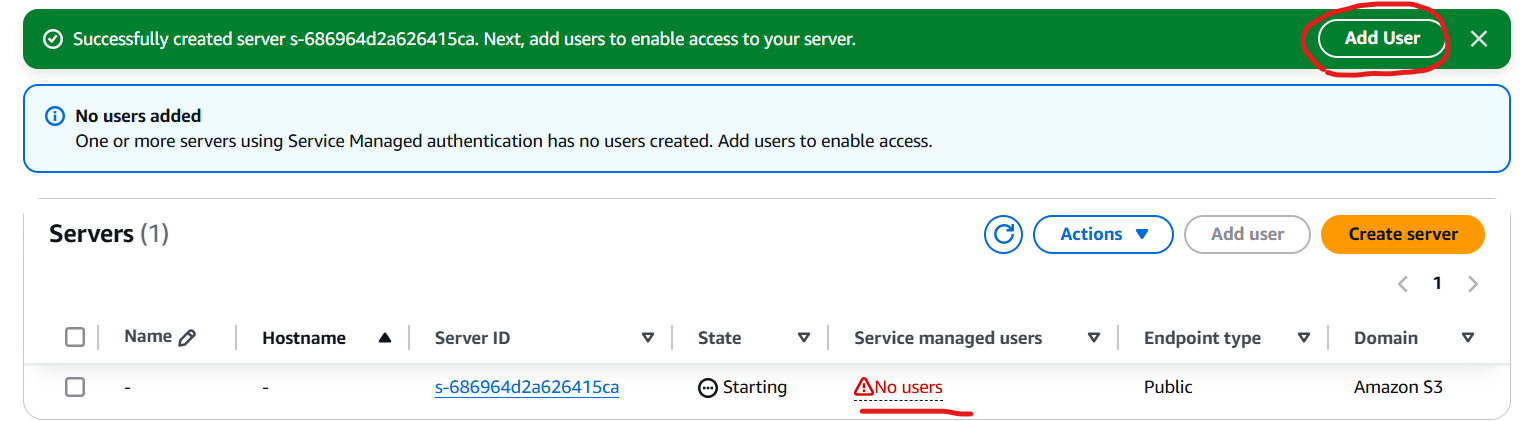 Successfully created server s-686964d2a626415ca. Next, add users to enable access to your server.
Add User
No users added
One or more servers using Service Managed authentication has no users created. Add users to enable access.
Servers (1)
Actions
Add user
Create server
1
Name
Hostname
Server ID
State
Service managed users
Endpoint type
Domain
-
-
s-686964d2a626415ca
Starting
No users
Public
Amazon S3